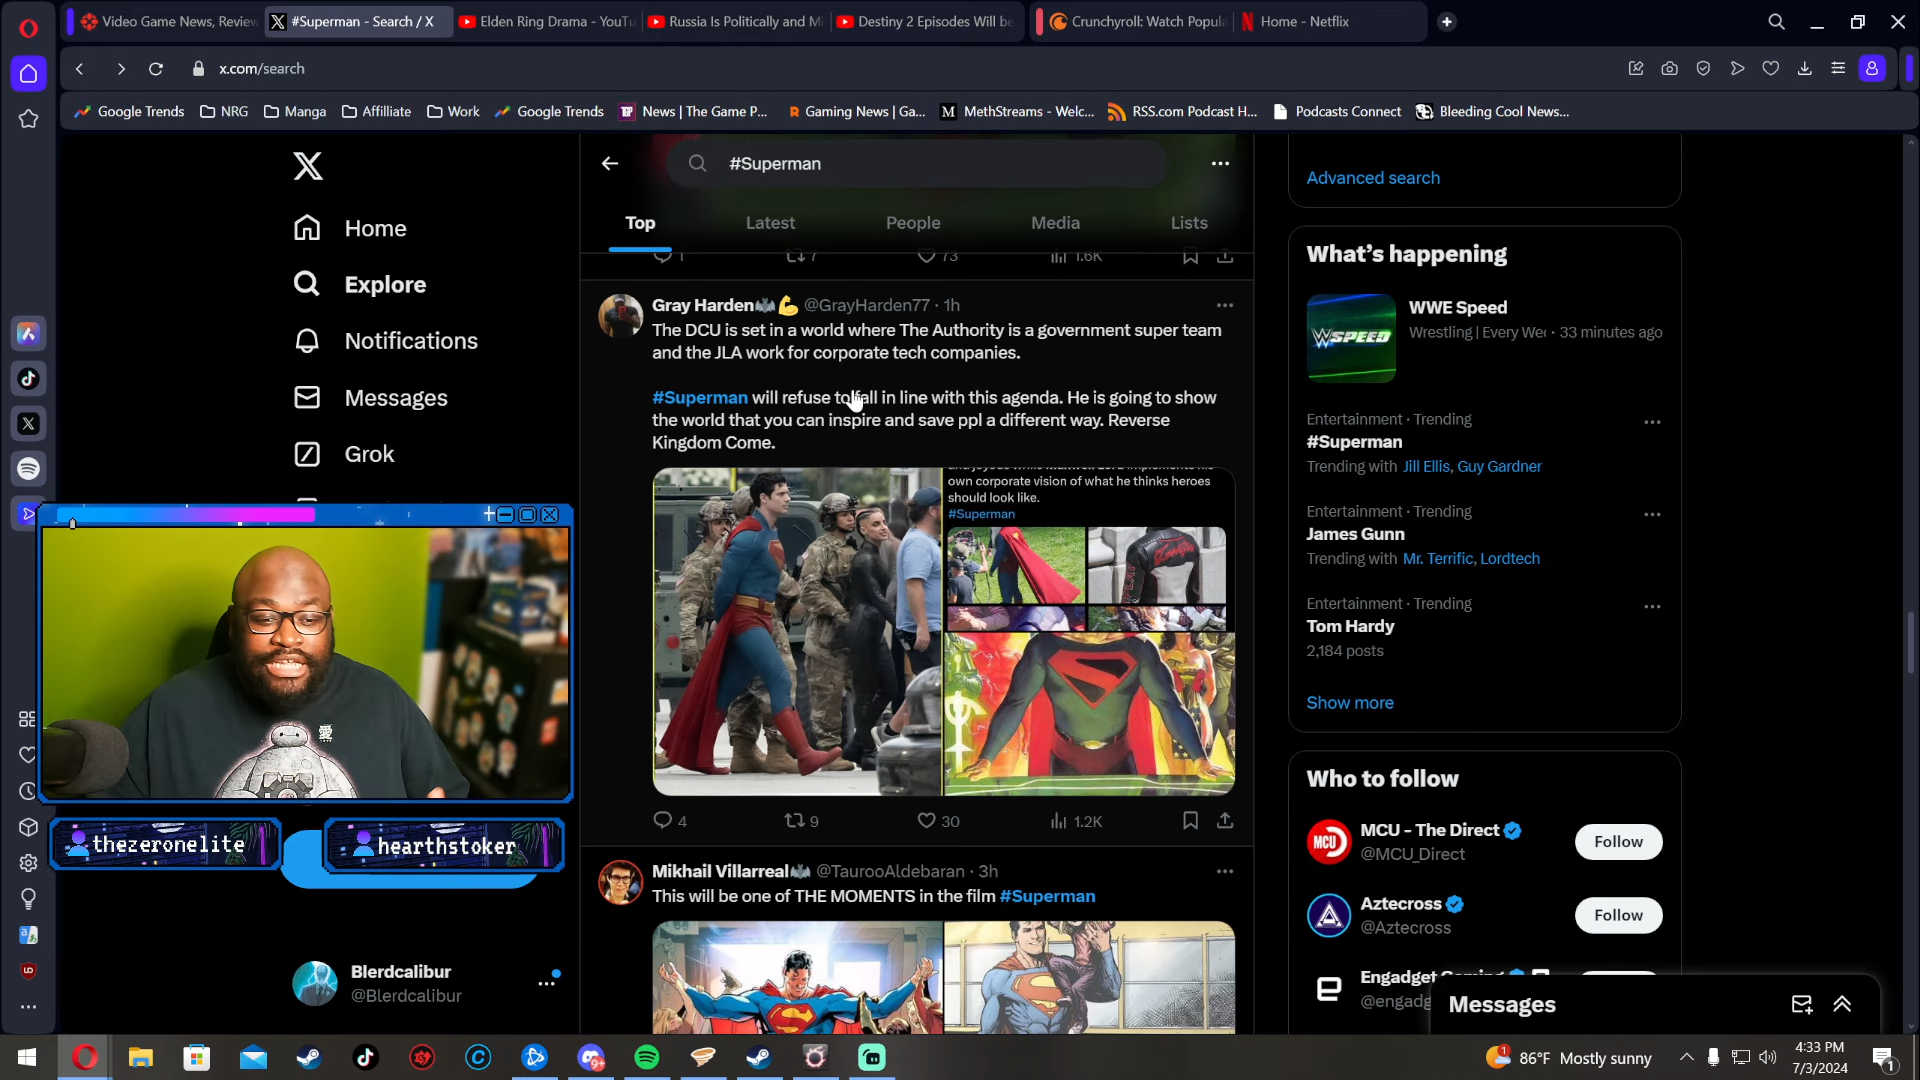 Video Game News, Review
#Superman - Search / X
Elden Ring Drama - YouTu
Russia Is Politically and Mi
Destiny 2 Episodes Will be
Crunchyroll: Watch Popula
Home - Netflix
x.com/search
Google Trends
NRG
Manga
Affilliate
Work
Google Trends
News | The Game P...
Gaming News | Ga...
MethStreams - Welc...
RSS.com Podcast H...
Podcasts Connect
Bleeding Cool News...
#Superman
Top
Latest
People
Media
Lists
Home
Explore
Notifications
Messages
Grok
thezeronelite
hearthstoker
Blerdcalibur
@Blerdcalibur
1
7
73
1.6K
Gray Harden @GrayHarden77 · 1h
The DCU is set in a world where The Authority is a government super team
and the JLA work for corporate tech companies.
#Superman will refuse to fall in line with this agenda. He is going to show
the world that you can inspire and save ppl a different way. Reverse
Kingdom Come.
own corporate vision of what he thinks heroes
should look like.
#Superman
4
9
30
1.2K
Mikhail Villarreal @TaurooAldebaran · 3h
This will be one of THE MOMENTS in the film #Superman
Advanced search
What's happening
WWE Speed
Wrestling | Every Wee · 33 minutes ago
SPEED
Entertainment · Trending
#Superman
Trending with Jill Ellis, Guy Gardner
Entertainment · Trending
James Gunn
Trending with Mr. Terrific, Lordtech
Entertainment · Trending
Tom Hardy
2,184 posts
Show more
Who to follow
MCU - The Direct
@MCU_Direct
Follow
Aztecross
@Aztecross
Follow
Engadget Gaming
@engadg
Messages
86°F Mostly sunny
4:33 PM
7/3/2024